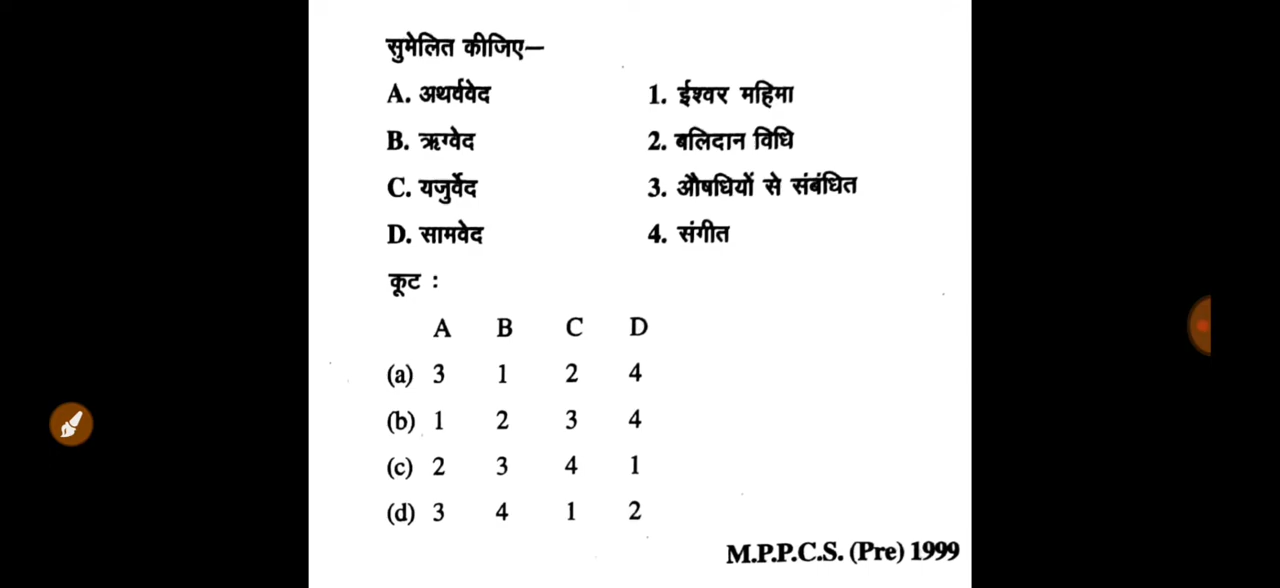 सुमेलित कीजिए–
A. अथर्ववेद 1. ईश्वर महिमा
B. ऋग्वेद 2. बलिदान विधि
C. यजुर्वेद 3. औषधियों से संबंधित
D. सामवेद 4. संगीत
कूट :
A B C D
(a) 3 1 2 4
(b) 1 2 3 4
(c) 2 3 4 1
(d) 3 4 1 2
M.P.P.C.S. (Pre) 1999